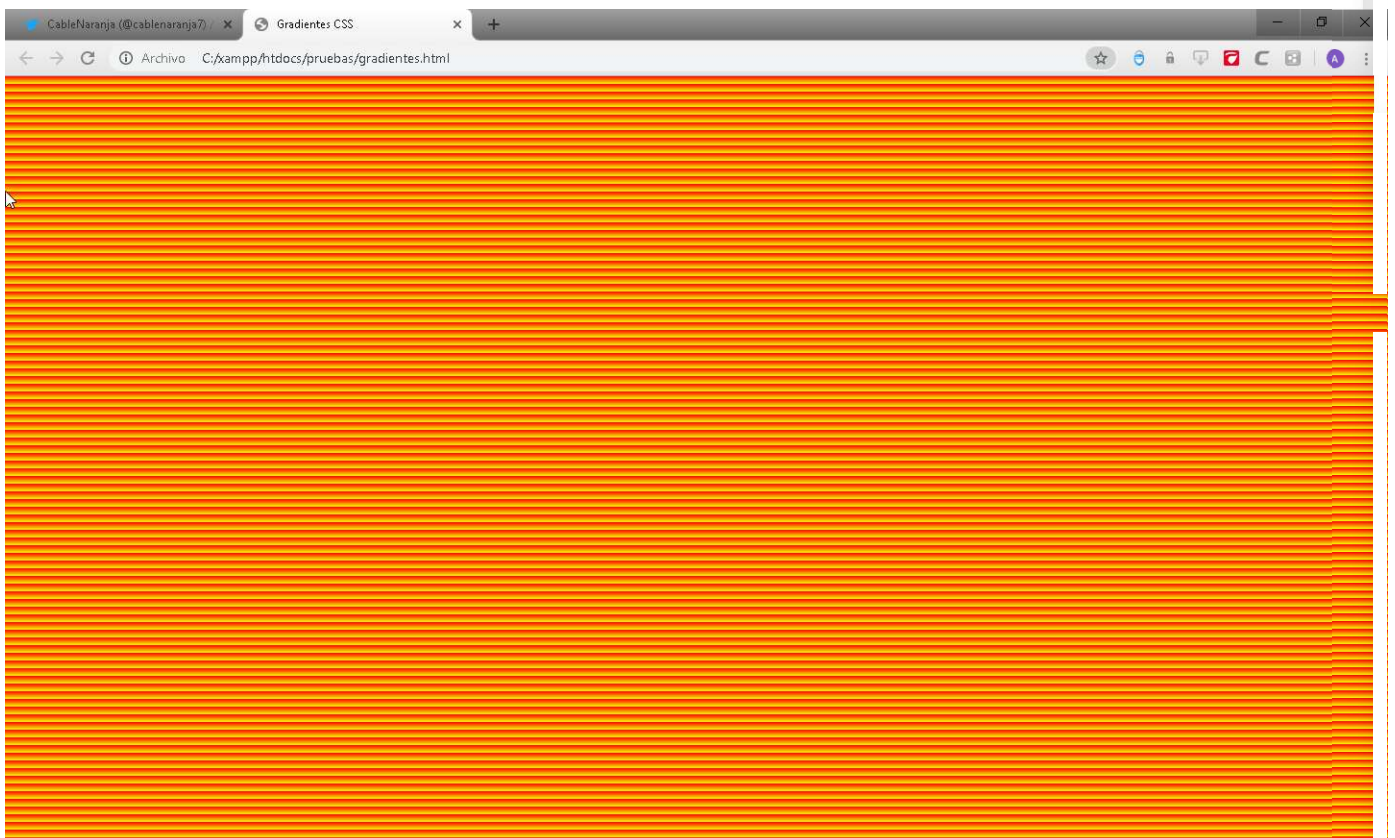 CableNaranja (@cablenaranja7) /
Gradientes CSS
Archivo C:/xampp/htdocs/pruebas/gradientes.html
A